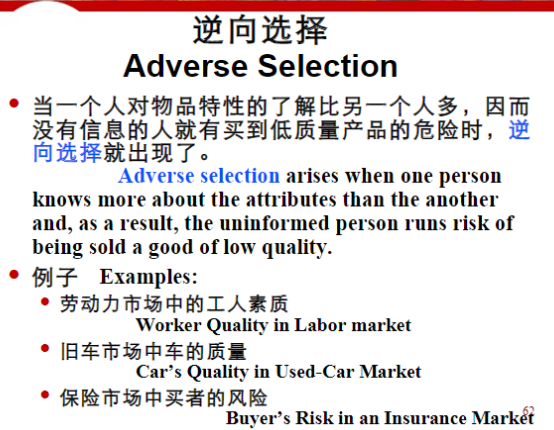 逆向选择
Adverse Selection
当一个人对物品特性的了解比另一个人多，因而
没有信息的人就有买到低质量产品的危险时，逆
向选择就出现了。
Adverse selection arises when one person
knows more about the attributes than the another
and, as a result, the uninformed person runs risk of
being sold a good of low quality.
例子 Examples:
劳动力市场中的工人素质
Worker Quality in Labor market
旧车市场中车的质量
Car's Quality in Used-Car Market
保险市场中买者的风险
Buyer's Risk in an Insurance Market
62